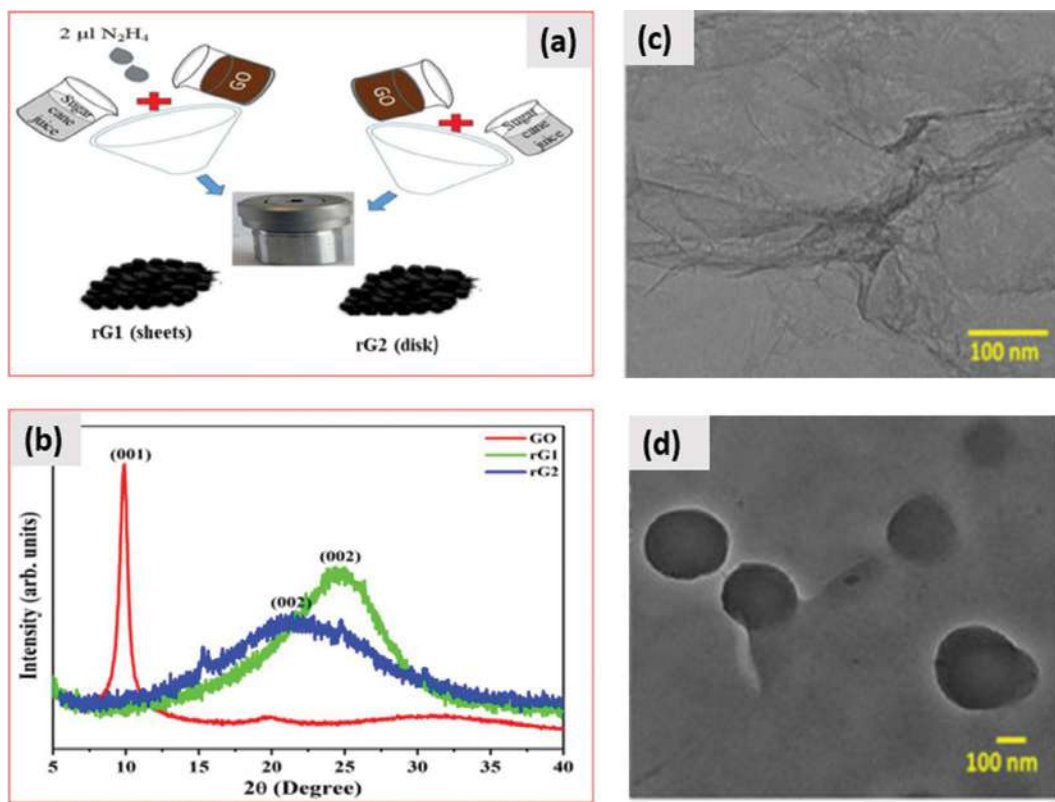 (a)
2 µl N₂H₄
Sugar
cane
juice
GO
GO
Sugar
cane
juice
rG1 (sheets)
rG2 (disk)
(b)
(001)
GO
rG1
rG2
(002)
(002)
Intensity (arb. units)
5
10
15
20
25
30
35
40
2θ (Degree)
(c)
100 nm
(d)
100 nm